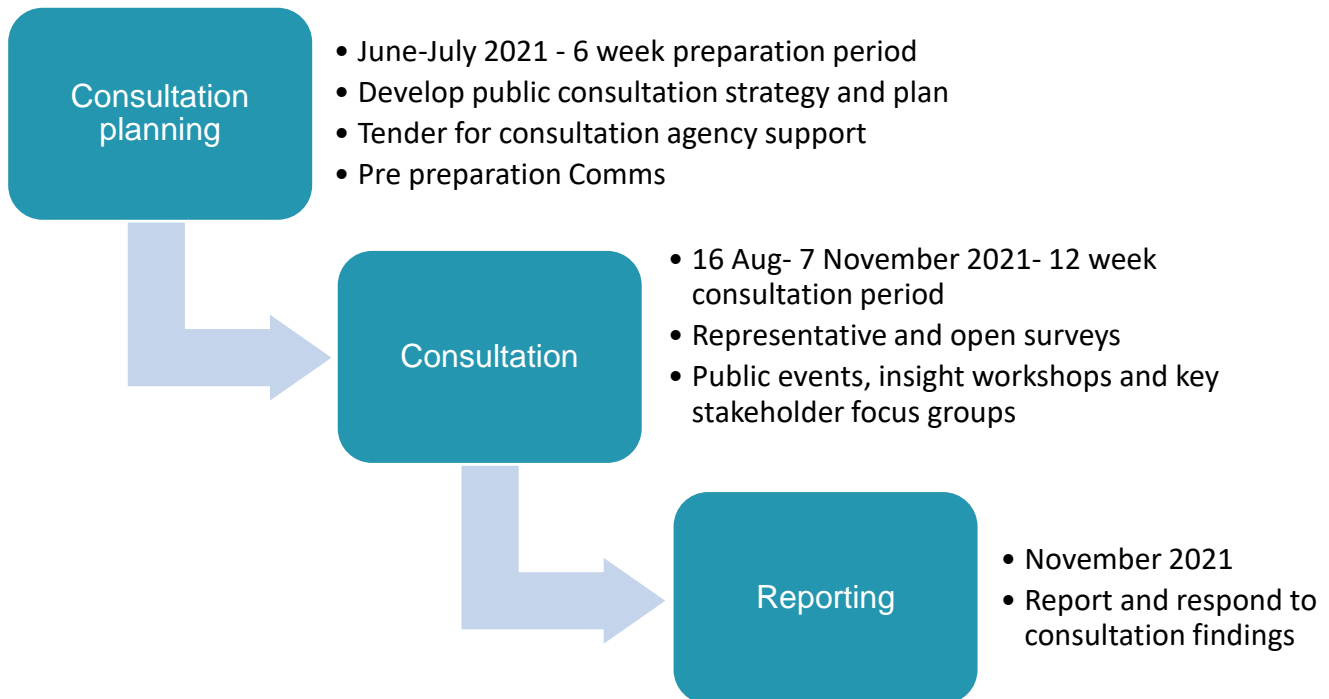 Consultation
planning
• June-July 2021 - 6 week preparation period
• Develop public consultation strategy and plan
• Tender for consultation agency support
• Pre preparation Comms
Consultation
• 16 Aug- 7 November 2021- 12 week
consultation period
• Representative and open surveys
• Public events, insight workshops and key
stakeholder focus groups
Reporting
• November 2021
• Report and respond to
consultation findings